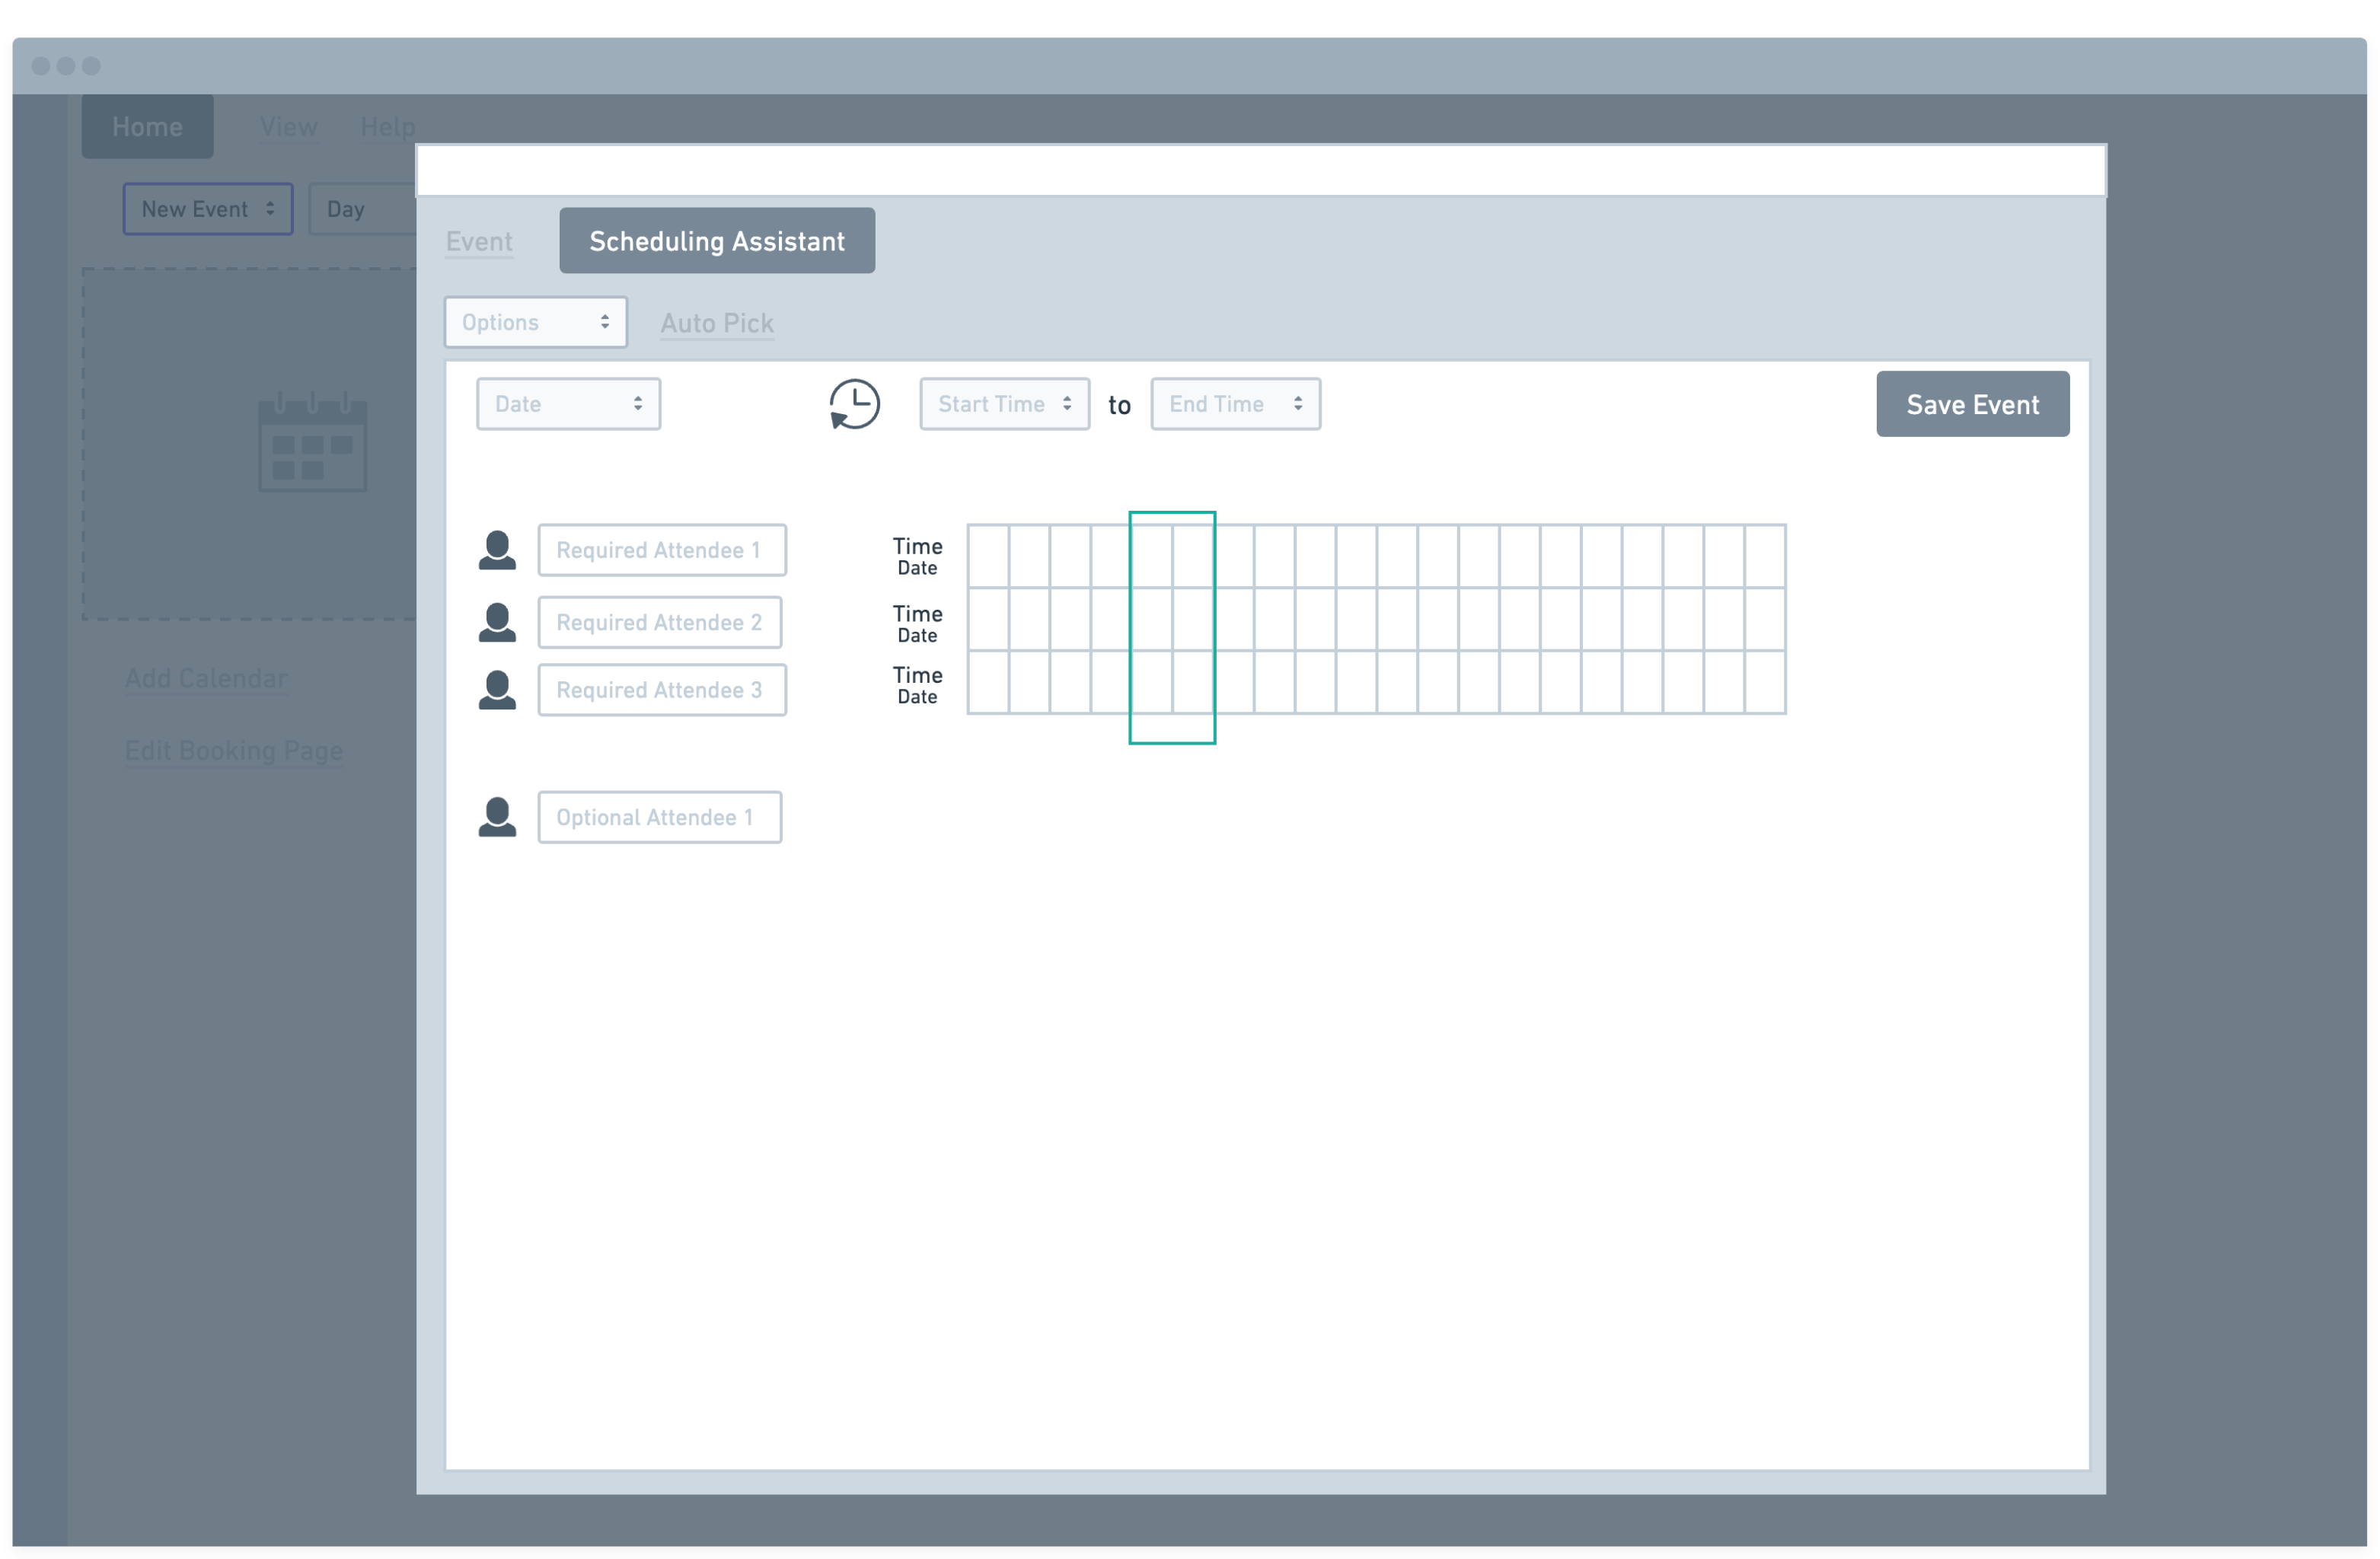 Home View Help
New Event Day
Event Scheduling Assistant
Options Auto Pick
Date Start Time to End Time Save Event
Required Attendee 1 Time
Date
Required Attendee 2 Time
Date
Required Attendee 3 Time
Date
Add Calendar
Edit Booking Page
Optional Attendee 1